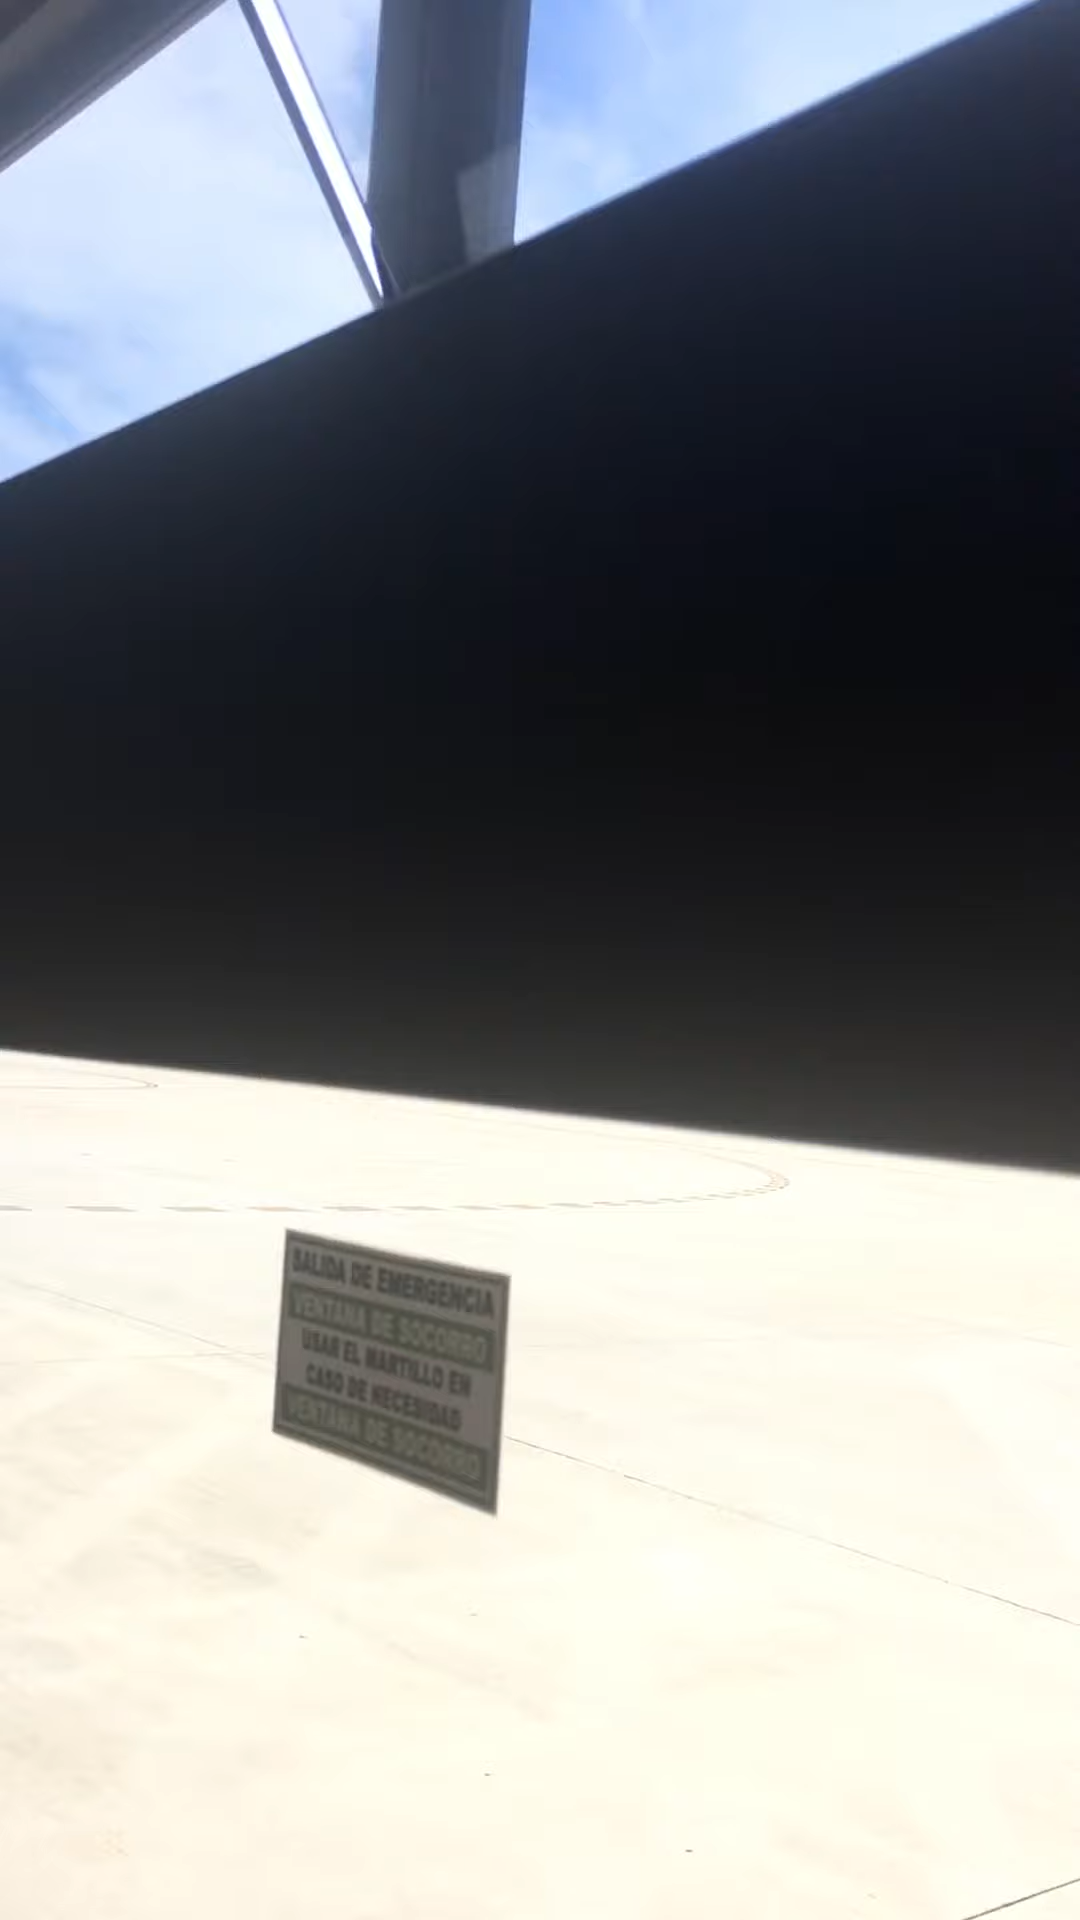 SALIDA DE EMERGENCIA
VENTANA DE SOCORRO
USAR EL MARTILLO EN
CASO DE NECESIDAD
VENTANA DE SOCORRO